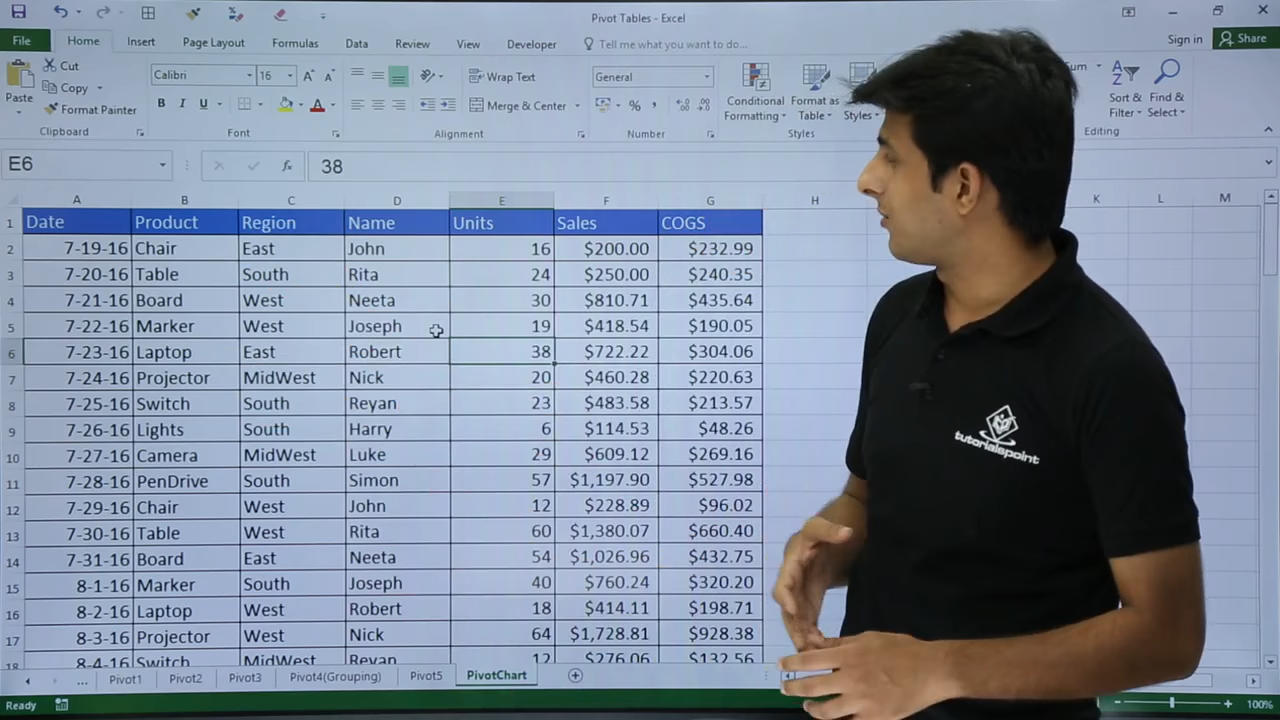 Pivot Tables - Excel
File Home Insert Page Layout Formulas Data Review View Developer Tell me what you want to do... Sign in Share
Cut
Copy
Format Painter
Paste
Calibri 16
B I U
Wrap Text
Merge & Center
General
% ,
Conditional Formatting
Format as Table
Styles
Sort & Filter
Find & Select
Clipboard Font Alignment Number Styles Editing
E6 fx 38
A B C D E F G H K L M
1 Date Product Region Name Units Sales COGS
2 7-19-16 Chair East John 16 $200.00 $232.99
3 7-20-16 Table South Rita 24 $250.00 $240.35
4 7-21-16 Board West Neeta 30 $810.71 $435.64
5 7-22-16 Marker West Joseph 19 $418.54 $190.05
6 7-23-16 Laptop East Robert 38 $722.22 $304.06
7 7-24-16 Projector MidWest Nick 20 $460.28 $220.63
8 7-25-16 Switch South Reyan 23 $483.58 $213.57
9 7-26-16 Lights South Harry 6 $114.53 $48.26
10 7-27-16 Camera MidWest Luke 29 $609.12 $269.16
11 7-28-16 PenDrive South Simon 57 $1,197.90 $527.98
12 7-29-16 Chair West John 12 $228.89 $96.02
13 7-30-16 Table West Rita 60 $1,380.07 $660.40
14 7-31-16 Board East Neeta 54 $1,026.96 $432.75
15 8-1-16 Marker South Joseph 40 $760.24 $320.20
16 8-2-16 Laptop West Robert 18 $414.11 $198.71
17 8-3-16 Projector West Nick 64 $1,728.81 $928.38
18 8-4-16 Switch MidWest Reyan 12 $276.06 $132.56
... Pivot1 Pivot2 Pivot3 Pivot4(Grouping) Pivot5 PivotChart
Ready 100%
tutorialspoint